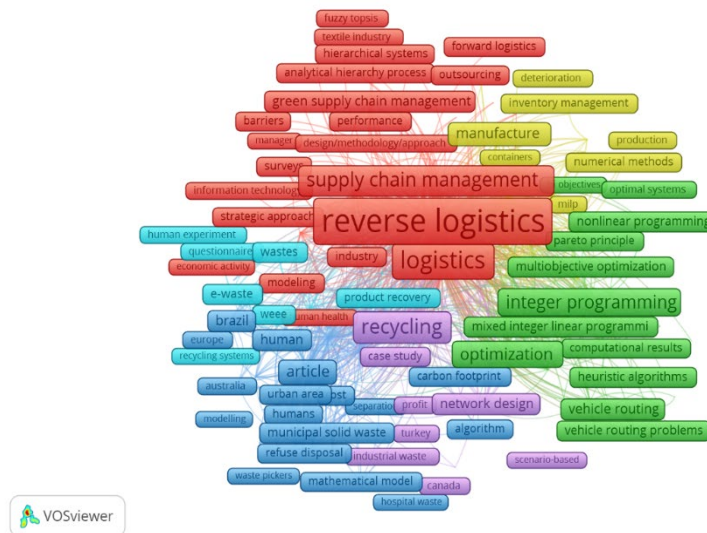 fuzzy topsis
textile industry
hierarchical systems
forward logistics
analytical hierarchy process
outsourcing
deterioration
green supply chain management
inventory management
barriers
performance
manufacture
manager
design/methodology/approach
production
containers
numerical methods
surveys
supply chain management
objectives
optimal systems
information technology
milp
strategic approach
reverse logistics
nonlinear programming
human experiment
pareto principle
questionnaire
wastes
industry
logistics
economic activity
multiobjective optimization
modeling
e-waste
product recovery
integer programming
weee
human health
brazil
recycling
mixed integer linear programmi
europe
human
computational results
recycling systems
case study
optimization
article
carbon footprint
heuristic algorithms
australia
urban area
ost
separation
profit
network design
humans
vehicle routing
modelling
municipal solid waste
turkey
algorithm
vehicle routing problems
refuse disposal
industrial waste
scenario-based
waste pickers
mathematical model
canada
hospital waste
VOSviewer